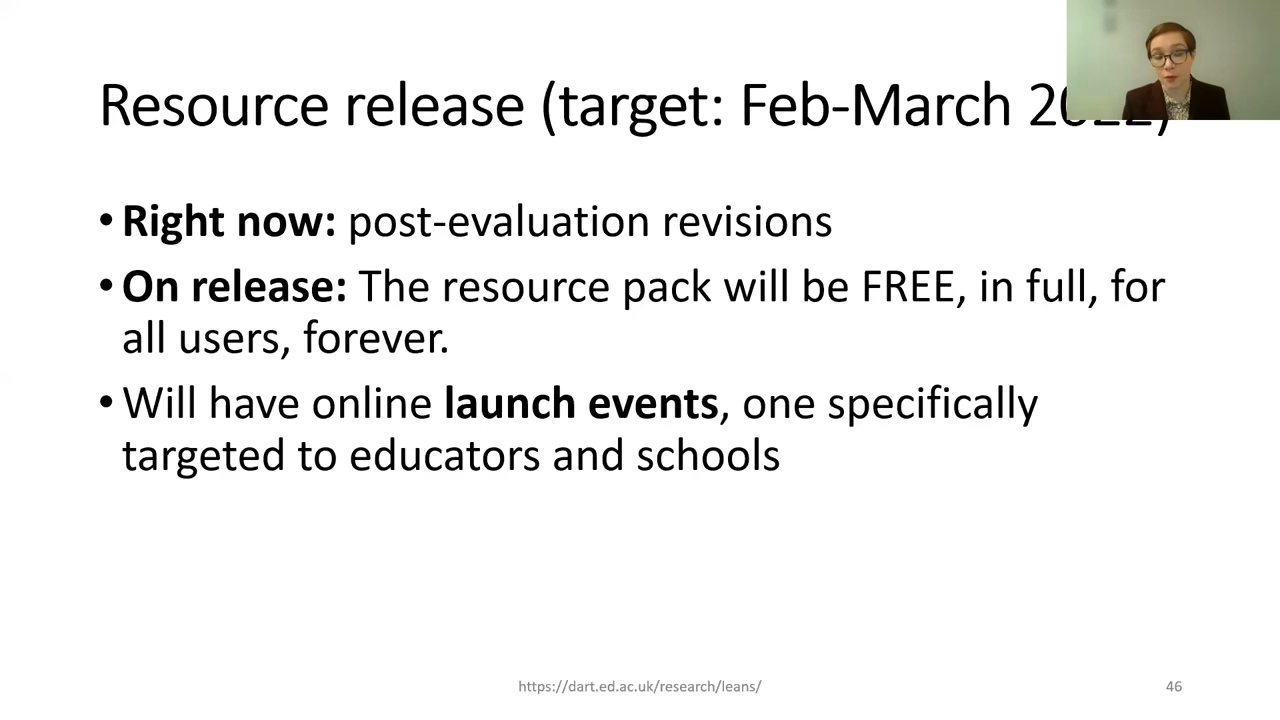 Resource release (target: Feb-March 2022)
• Right now: post-evaluation revisions
• On release: The resource pack will be FREE, in full, for
all users, forever.
• Will have online launch events, one specifically
targeted to educators and schools
https://dart.ed.ac.uk/research/leans/
46